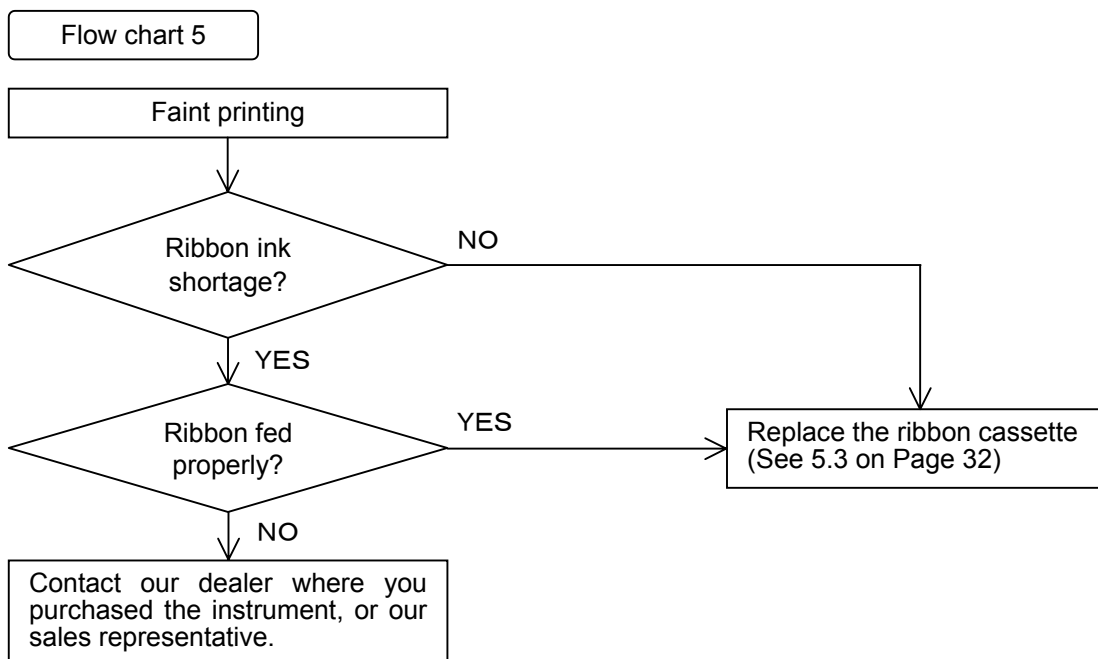 Flow chart 5
Faint printing
Ribbon ink
shortage?
NO
YES
Ribbon fed
properly?
YES
Replace the ribbon cassette
(See 5.3 on Page 32)
NO
Contact our dealer where you
purchased the instrument, or our
sales representative.